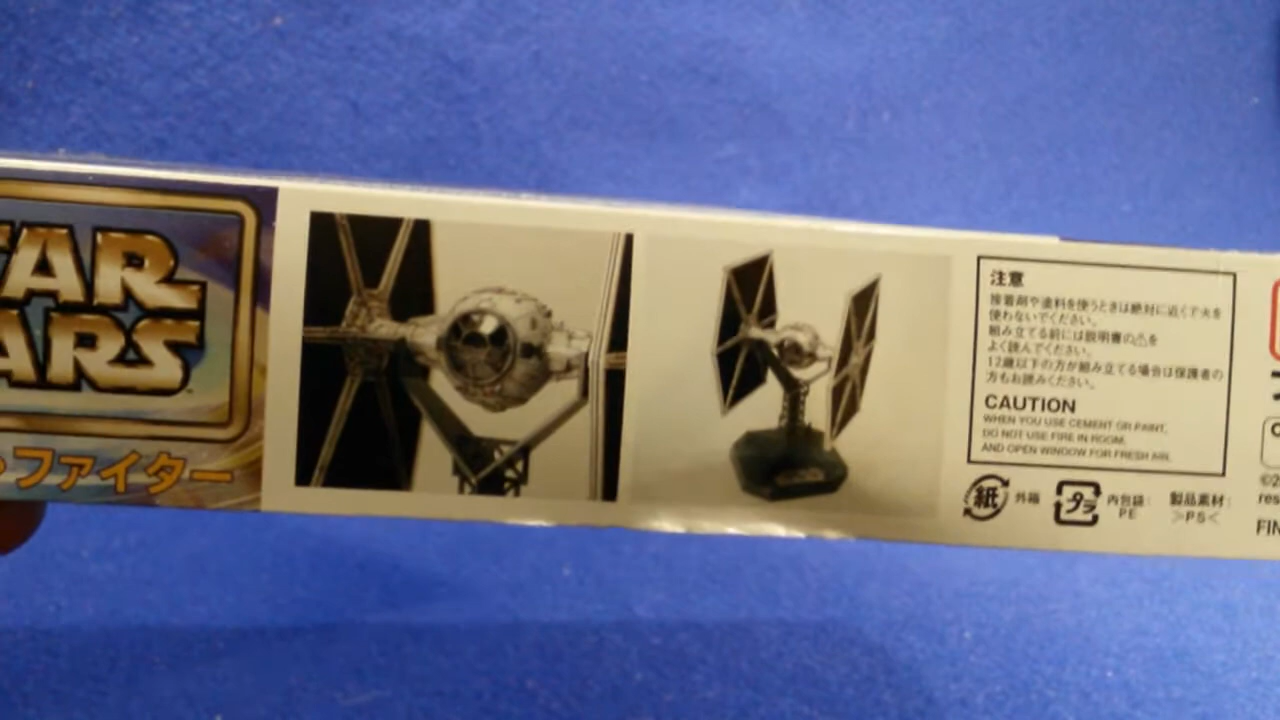 TAR
ARS
・ファイター
注意
接着剤や塗料を使うときは絶対に近くで火を
使わないでください。
組み立てる前には説明書の⚠を
よく読んでください。
12歳以下の方が組み立てる場合は保護者の
方もお読みください。
CAUTION
WHEN YOU USE CEMENT OR PAINT,
DO NOT USE FIRE IN ROOM.
AND OPEN WINDOW FOR FRESH AIR.
紙 外箱
プラ 内包袋:
PE
製品素材:
>PS<
©2
res
FIN